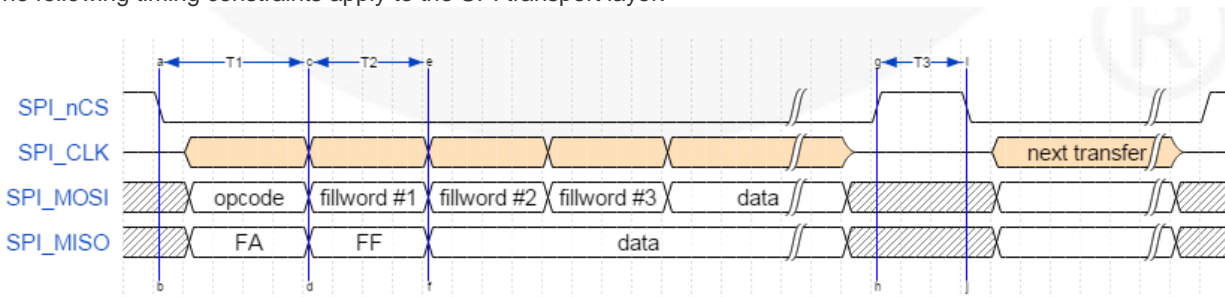 The following timing constraints apply to the SPI transport layer.
a T1 c T2 e g T3 i
SPI_nCS
SPI_CLK next transfer
SPI_MOSI opcode fillword #1 fillword #2 fillword #3 data
SPI_MISO FA FF data
b d f h j
®